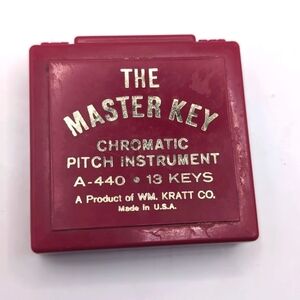 THE
MASTER KEY
CHROMATIC
PITCH INSTRUMENT
A-440 • 13 KEYS
A Product of WM. KRATT CO.
Made in U.S.A.